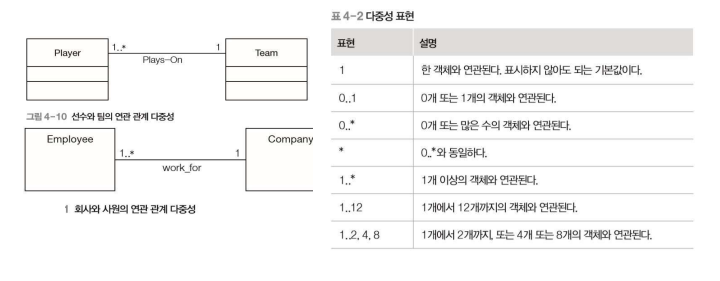 Player
1..*
1
Plays-On
Team
그림 4-10 선수와 팀의 연관 관계 다중성
Employee
1..*
1
work_for
Company
1 회사와 사원의 연관 관계 다중성
표 4-2 다중성 표현
표현 설명
1 한 객체와 연관된다. 표시하지 않아도 되는 기본값이다.
0..1 0개 또는 1개의 객체와 연관된다.
0..* 0개 또는 많은 수의 객체와 연관된다.
* 0..*와 동일하다.
1..* 1개 이상의 객체와 연관된다.
1..12 1개에서 12개까지의 객체와 연관된다.
1..2, 4, 8 1개에서 2개까지, 또는 4개 또는 8개의 객체와 연관된다.